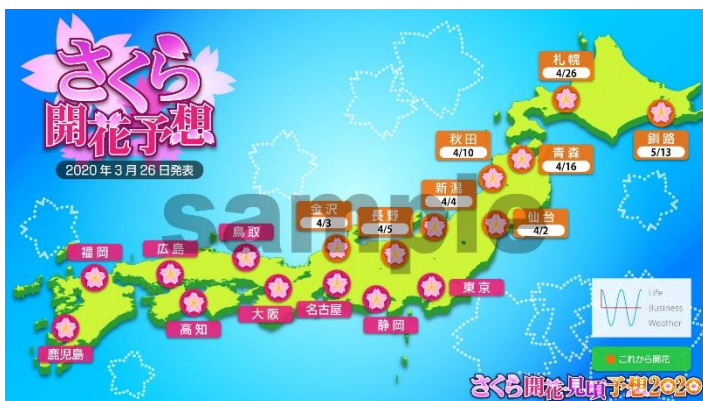 さくら
開花予想
2020年3月26日発表
札幌
4/26
釧路
5/13
秋田
4/10
青森
4/16
新潟
4/4
仙台
4/2
金沢
4/3
長野
4/5
sample
鳥取
広島
福岡
東京
高知
大阪
名古屋
静岡
鹿児島
Life
Business
Weather
これから開花
さくら開花・見頃予想2020